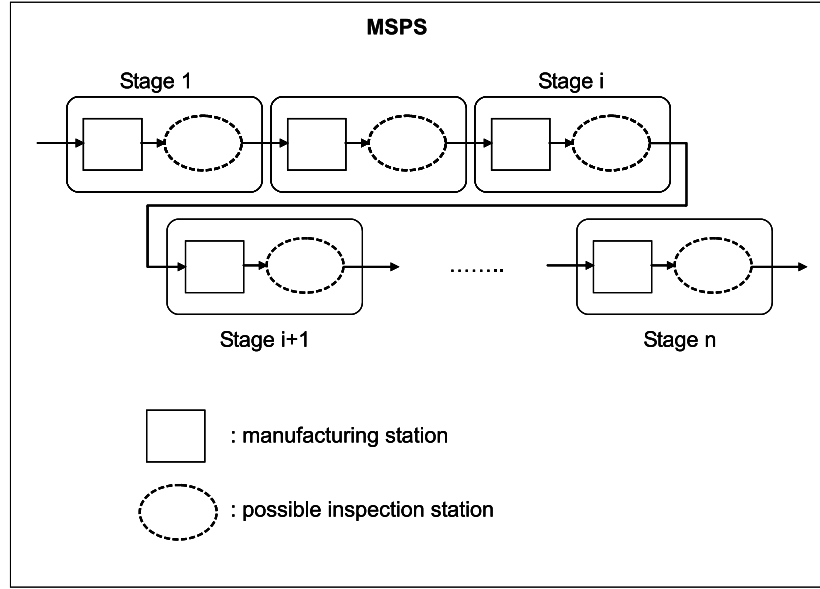 MSPS
Stage 1
Stage i
........
Stage i+1
Stage n
: manufacturing station
: possible inspection station